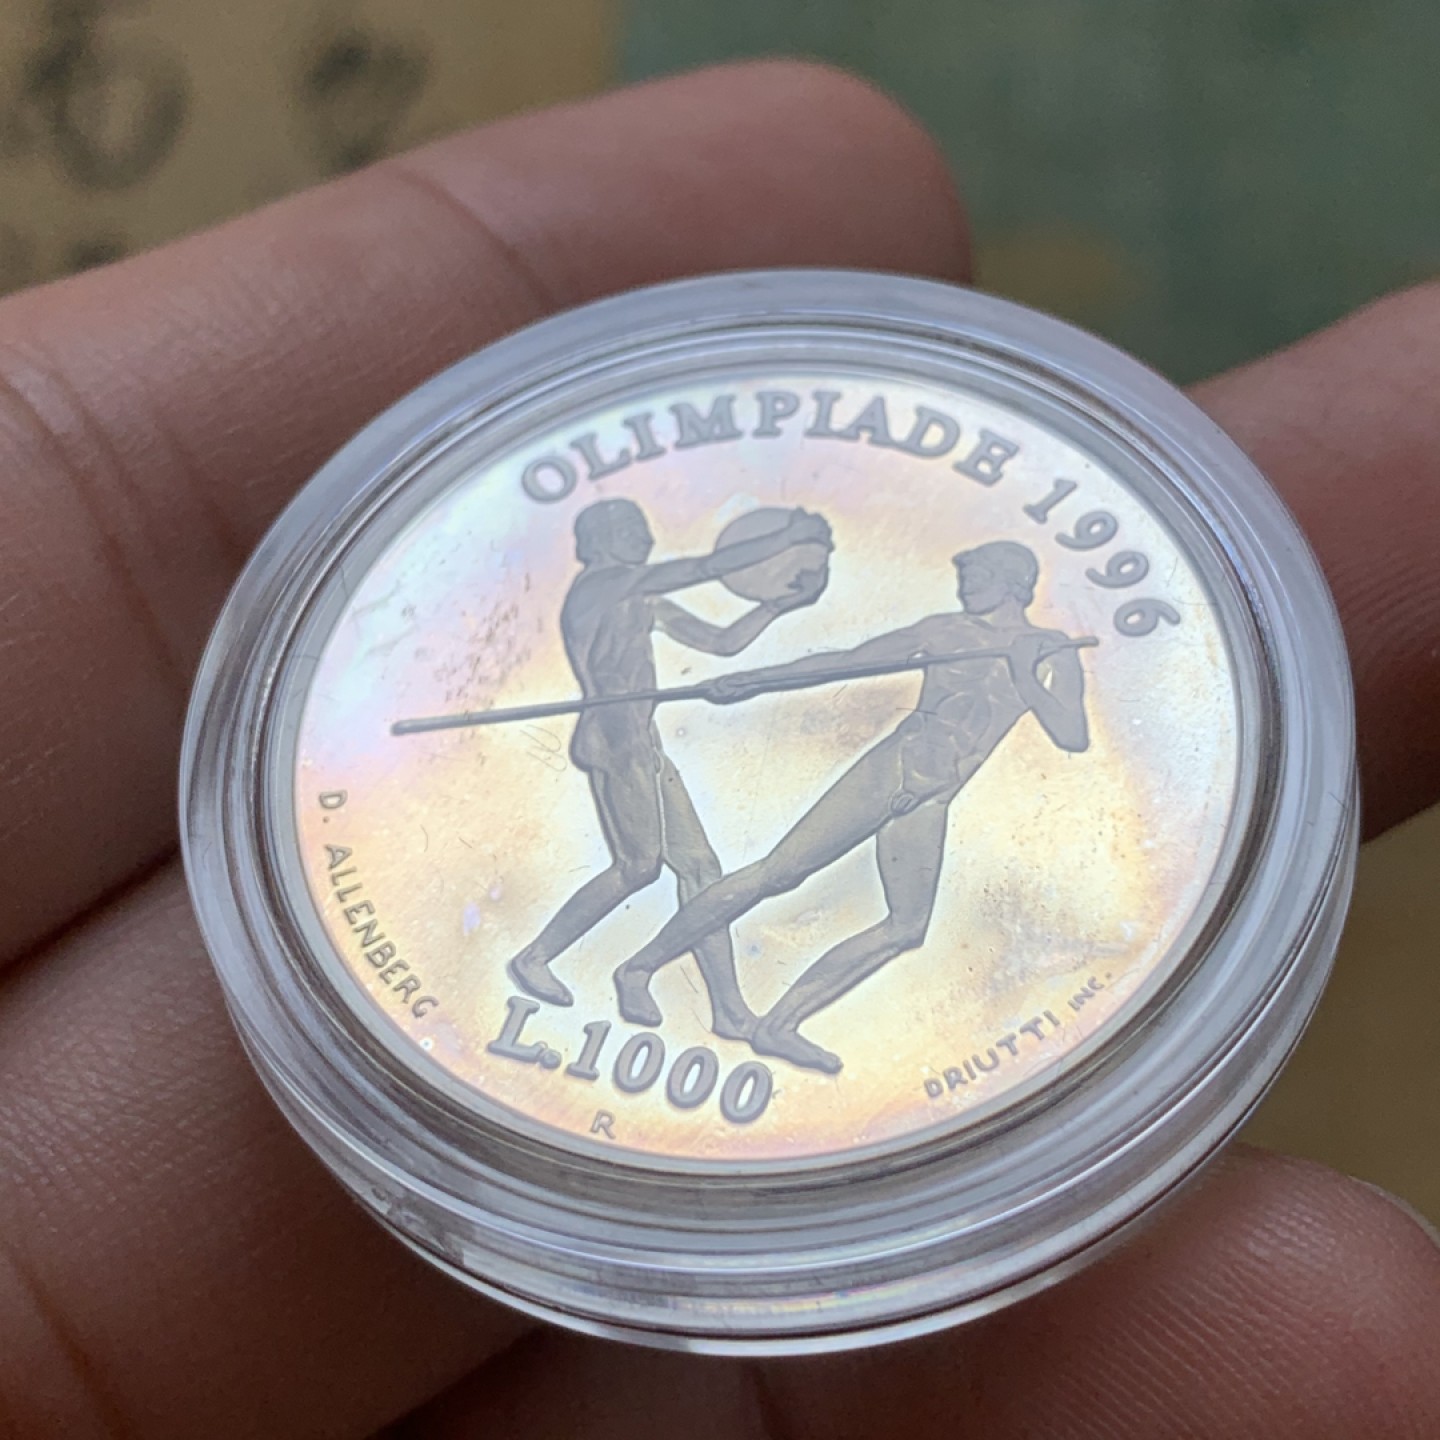 OLIMPIADE 1996
D. ALLENBERG
L.1000
R
DRIUTTI INC.